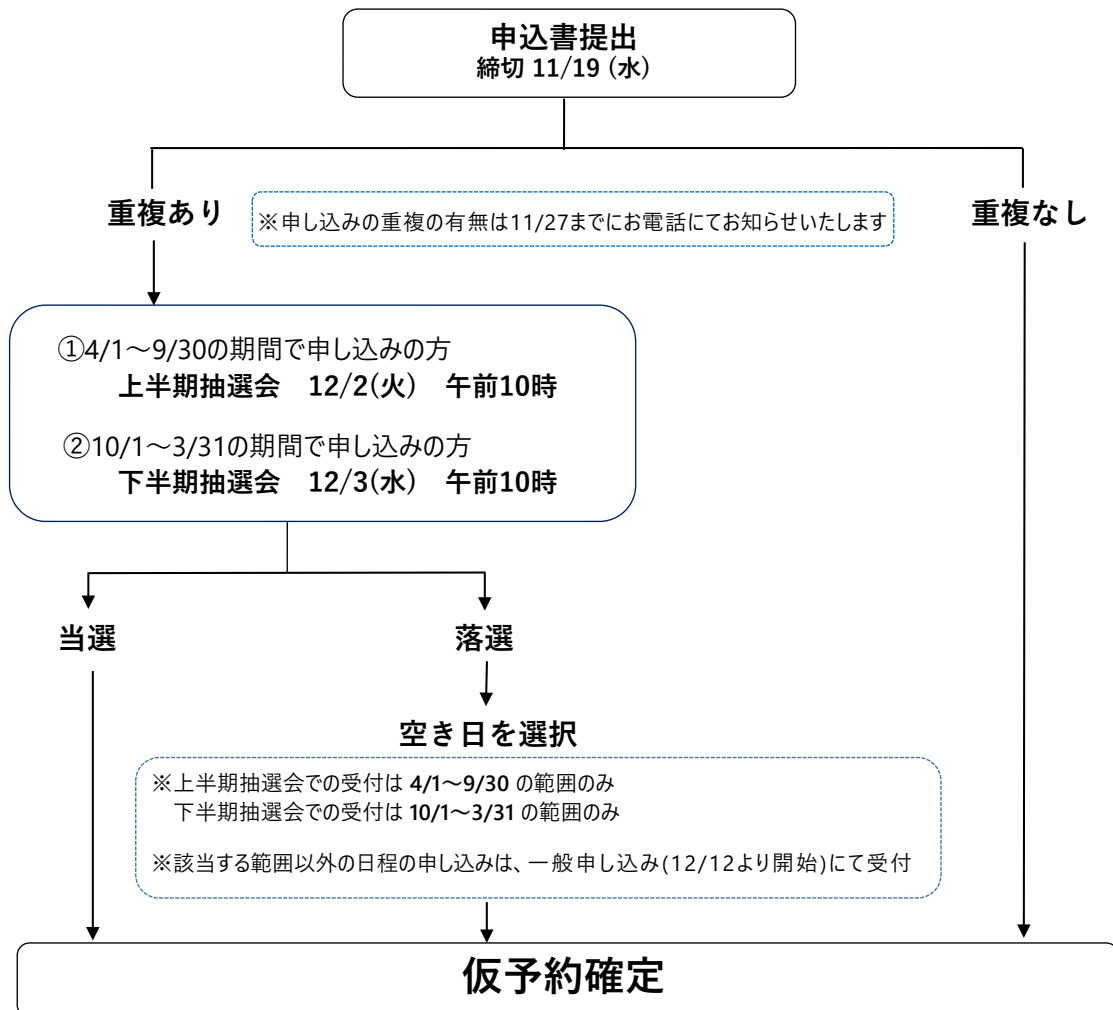 申込書提出
締切 11/19 (水)
重複あり
※申し込みの重複の有無は11/27までにお電話にてお知らせいたします
重複なし
①4/1～9/30の期間で申し込みの方
上半期抽選会　12/2(火)　午前10時
②10/1～3/31の期間で申し込みの方
下半期抽選会　12/3(水)　午前10時
当選
落選
空き日を選択
※上半期抽選会での受付は 4/1～9/30 の範囲のみ
下半期抽選会での受付は 10/1～3/31 の範囲のみ
※該当する範囲以外の日程の申し込みは、一般申し込み(12/12より開始)にて受付
仮予約確定